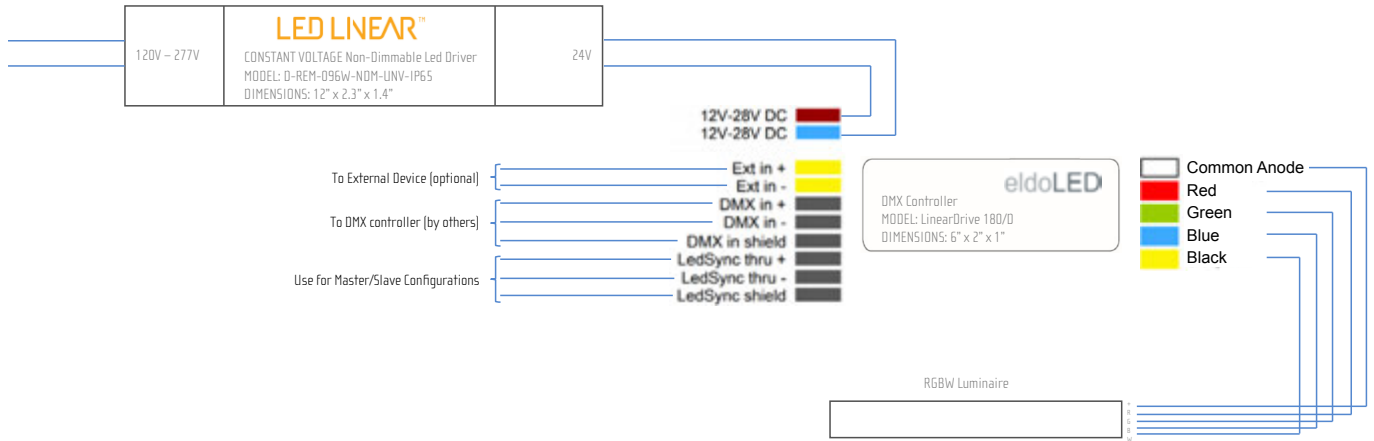 LED LINEAR™
120V – 277V
CONSTANT VOLTAGE Non-Dimmable Led Driver
MODEL: D-REM-096W-NDM-UNV-IP65
DIMENSIONS: 12" x 2.3" x 1.4"
24V
12V-28V DC
12V-28V DC
To External Device (optional)
Ext in +
Ext in -
To DMX controller (by others)
DMX in +
DMX in -
DMX in shield
Use for Master/Slave Configurations
LedSync thru +
LedSync thru -
LedSync shield
eldoLED
DMX Controller
MODEL: LinearDrive 180/D
DIMENSIONS: 6" x 2" x 1"
Common Anode
Red
Green
Blue
Black
RGBW Luminaire
+
R
G
B
W